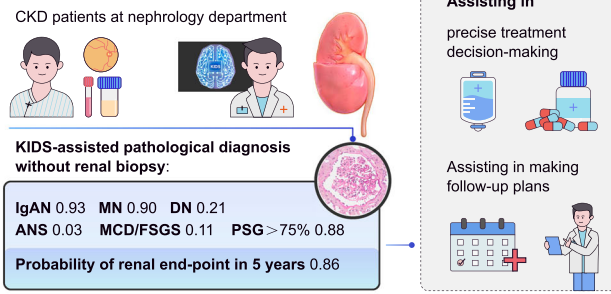 CKD patients at nephrology department
KIDS
KIDS-assisted pathological diagnosis
without renal biopsy:
IgAN 0.93 MN 0.90 DN 0.21
ANS 0.03 MCD/FSGS 0.11 PSG＞75% 0.88
Probability of renal end-point in 5 years 0.86
Assisting in
precise treatment
decision-making
Assisting in making
follow-up plans